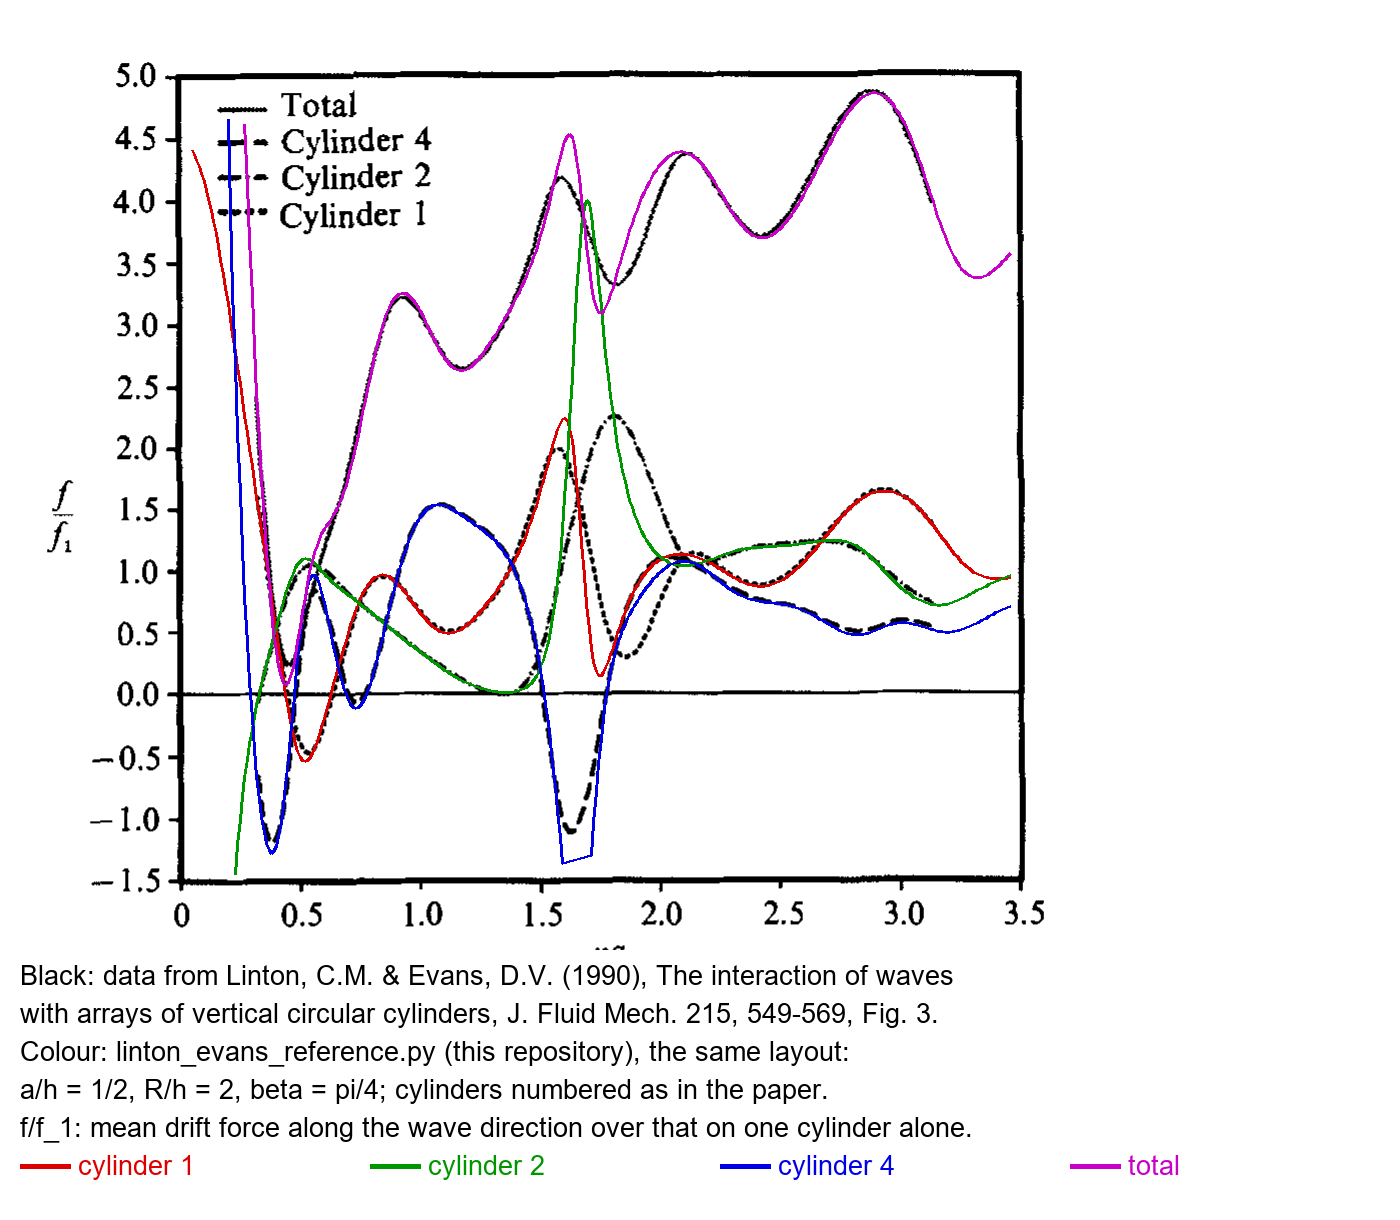 5.0
4.5
4.0
3.5
3.0
2.5
2.0
1.5
1.0
0.5
0.0
−0.5
−1.0
−1.5
f
f₁
Total
Cylinder 4
Cylinder 2
Cylinder 1
0 0.5 1.0 1.5 2.0 2.5 3.0 3.5
Black: data from Linton, C.M. & Evans, D.V. (1990), The interaction of waves
with arrays of vertical circular cylinders, J. Fluid Mech. 215, 549-569, Fig. 3.
Colour: linton_evans_reference.py (this repository), the same layout:
a/h = 1/2, R/h = 2, beta = pi/4; cylinders numbered as in the paper.
f/f_1: mean drift force along the wave direction over that on one cylinder alone.
cylinder 1 cylinder 2 cylinder 4 total